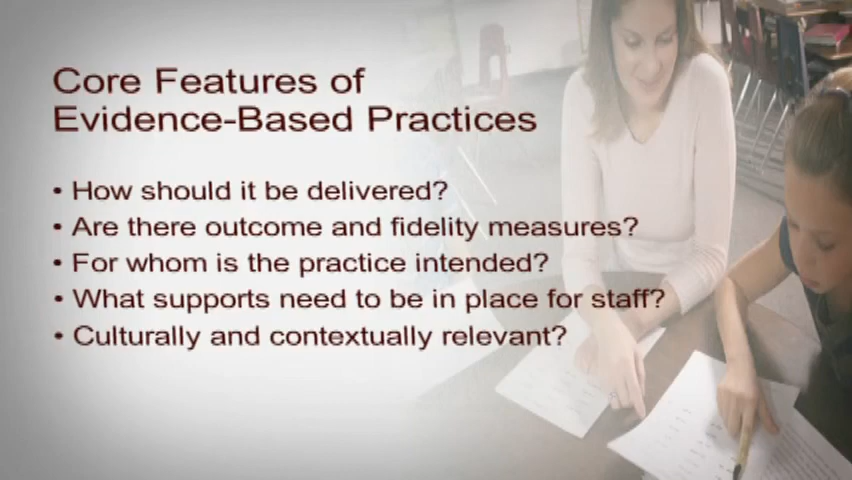 Core Features of
Evidence-Based Practices
• How should it be delivered?
• Are there outcome and fidelity measures?
• For whom is the practice intended?
• What supports need to be in place for staff?
• Culturally and contextually relevant?